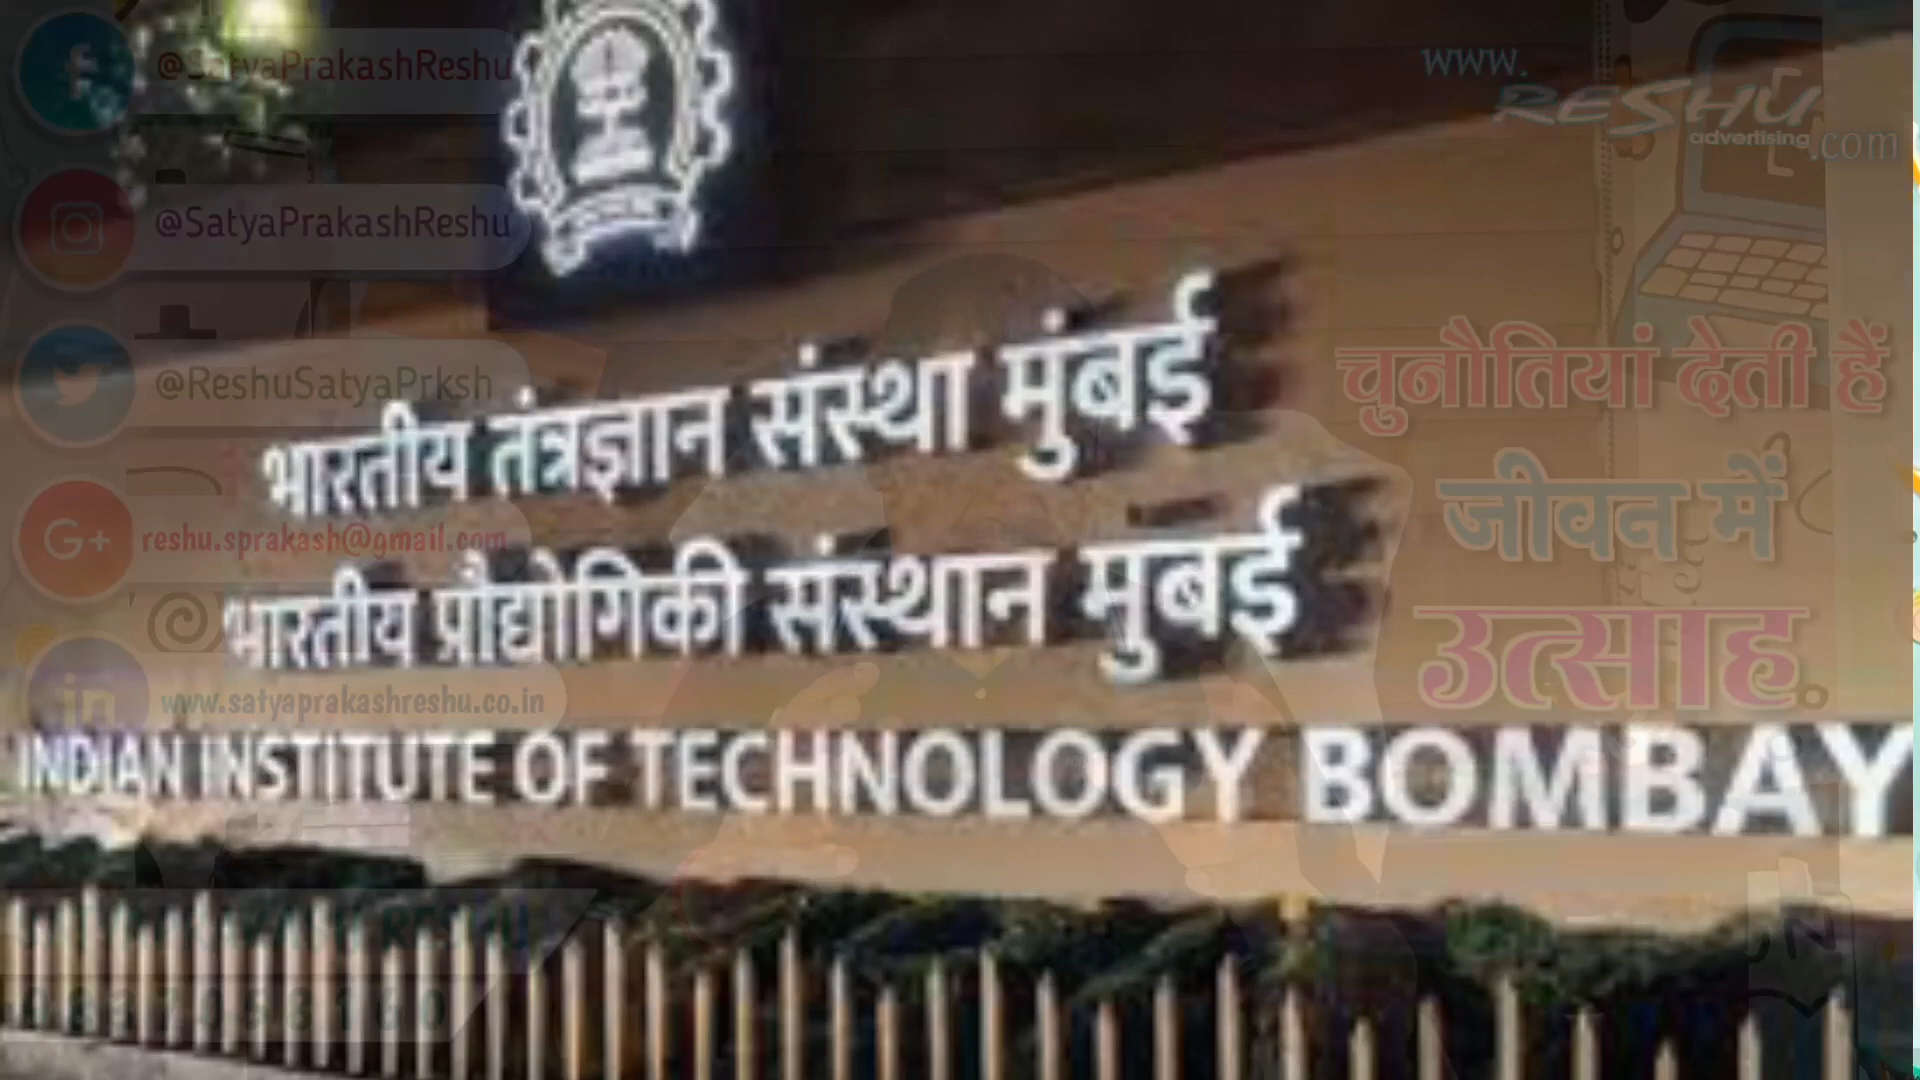 @SatyaPrakashReshu
www.
RESHU
advertising
.com
@SatyaPrakashReshu
@ReshuSatyaPrksh
चुनौतियां देती हैं
जीवन में
उत्साह.
भारतीय तंत्रज्ञान संस्था मुंबई
reshu.sprakash@gmail.com
भारतीय प्रौद्योगिकी संस्थान मुंबई
www.satyaprakashreshu.co.in
INDIAN INSTITUTE OF TECHNOLOGY BOMBAY